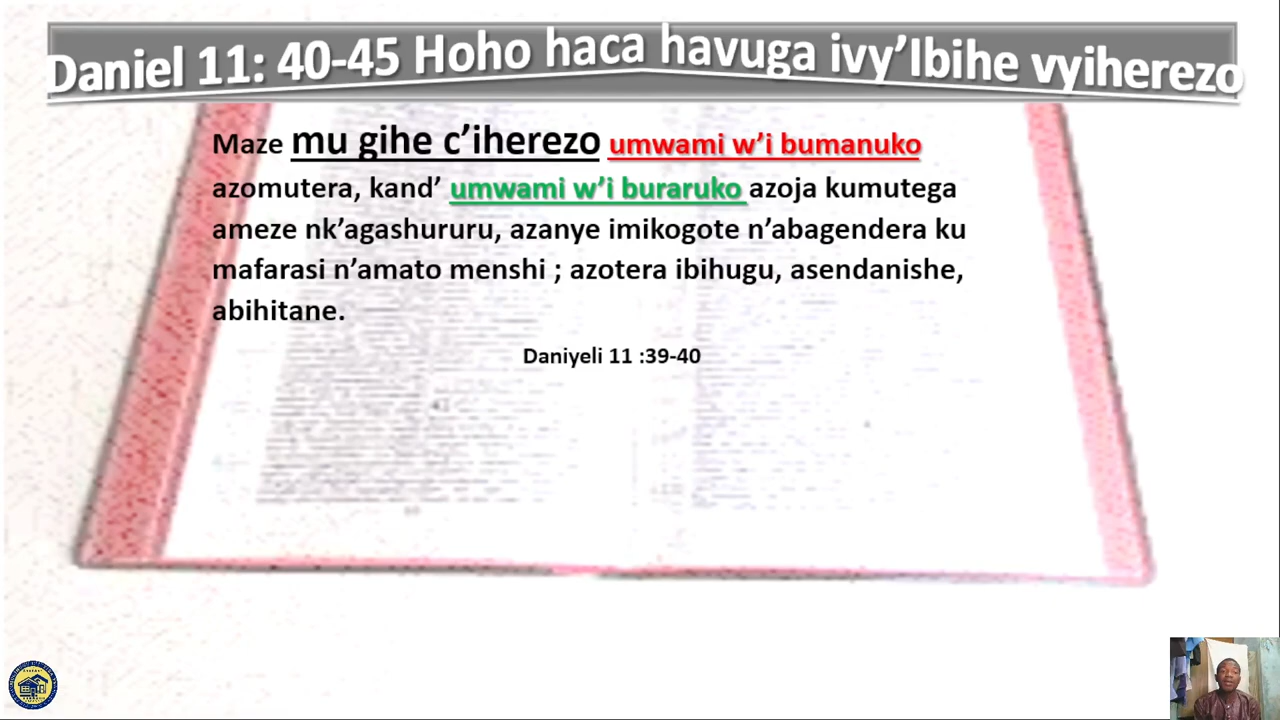 Daniel 11: 40-45 Hoho haca havuga ivy’Ibihe vyiherezo
Maze mu gihe c’iherezo umwami w’i bumanuko
azomutera, kand’ umwami w’i buraruko azoja kumutega
ameze nk’agashururu, azanye imikogote n’abagendera ku
mafarasi n’amato menshi ; azotera ibihugu, asendanishe,
abihitane.
Daniyeli 11 :39-40